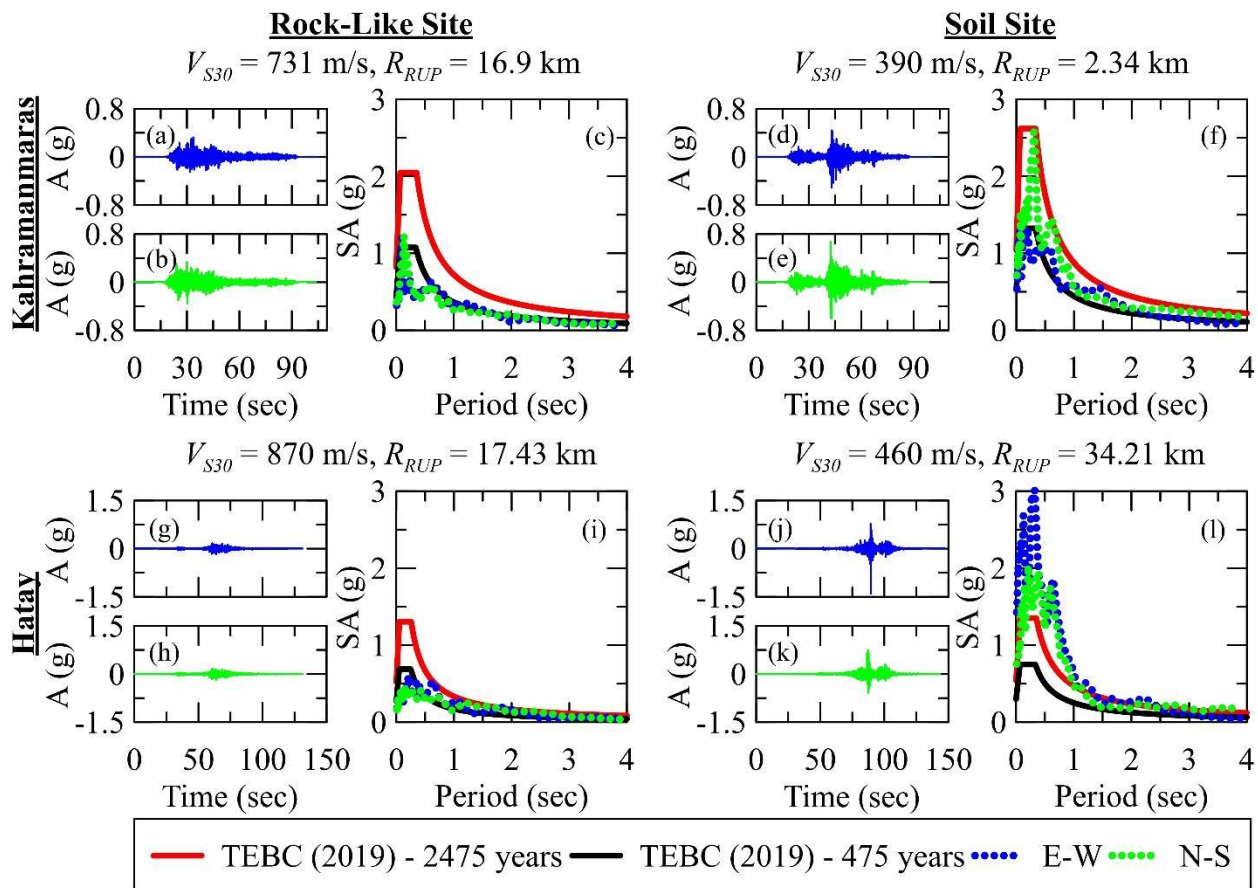 Rock-Like Site
Soil Site
V_S30 = 731 m/s, R_RUP = 16.9 km
V_S30 = 390 m/s, R_RUP = 2.34 km
Kahramanmaras
A (g)
0.8
0
-0.8
(a)
A (g)
0.8
0
-0.8
(b)
0 30 60 90
Time (sec)
SA (g)
3
2
1
0
(c)
0 1 2 3 4
Period (sec)
A (g)
0.8
0
-0.8
(d)
A (g)
0.8
0
-0.8
(e)
0 30 60 90
Time (sec)
SA (g)
3
2
1
0
(f)
0 1 2 3 4
Period (sec)
V_S30 = 870 m/s, R_RUP = 17.43 km
V_S30 = 460 m/s, R_RUP = 34.21 km
Hatay
A (g)
1.5
0
-1.5
(g)
A (g)
1.5
0
-1.5
(h)
0 50 100 150
Time (sec)
SA (g)
3
2
1
0
(i)
0 1 2 3 4
Period (sec)
A (g)
1.5
0
-1.5
(j)
A (g)
1.5
0
-1.5
(k)
0 50 100 150
Time (sec)
SA (g)
3
2
1
0
(l)
0 1 2 3 4
Period (sec)
TEBC (2019) - 2475 years TEBC (2019) - 475 years E-W N-S